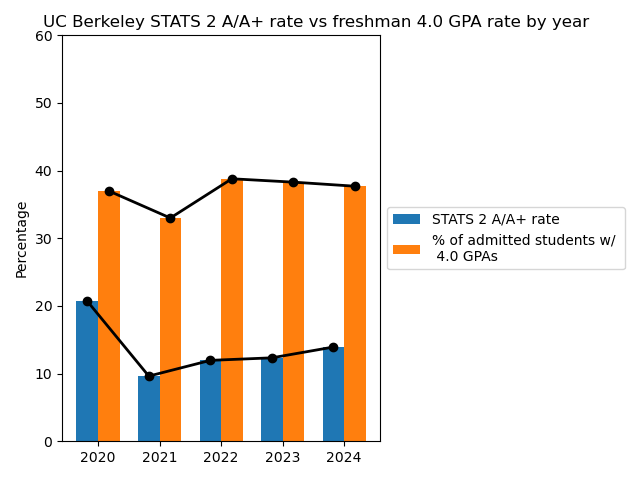 UC Berkeley STATS 2 A/A+ rate vs freshman 4.0 GPA rate by year
60
50
40
30
20
10
0
Percentage
2020 2021 2022 2023 2024
STATS 2 A/A+ rate
% of admitted students w/
4.0 GPAs